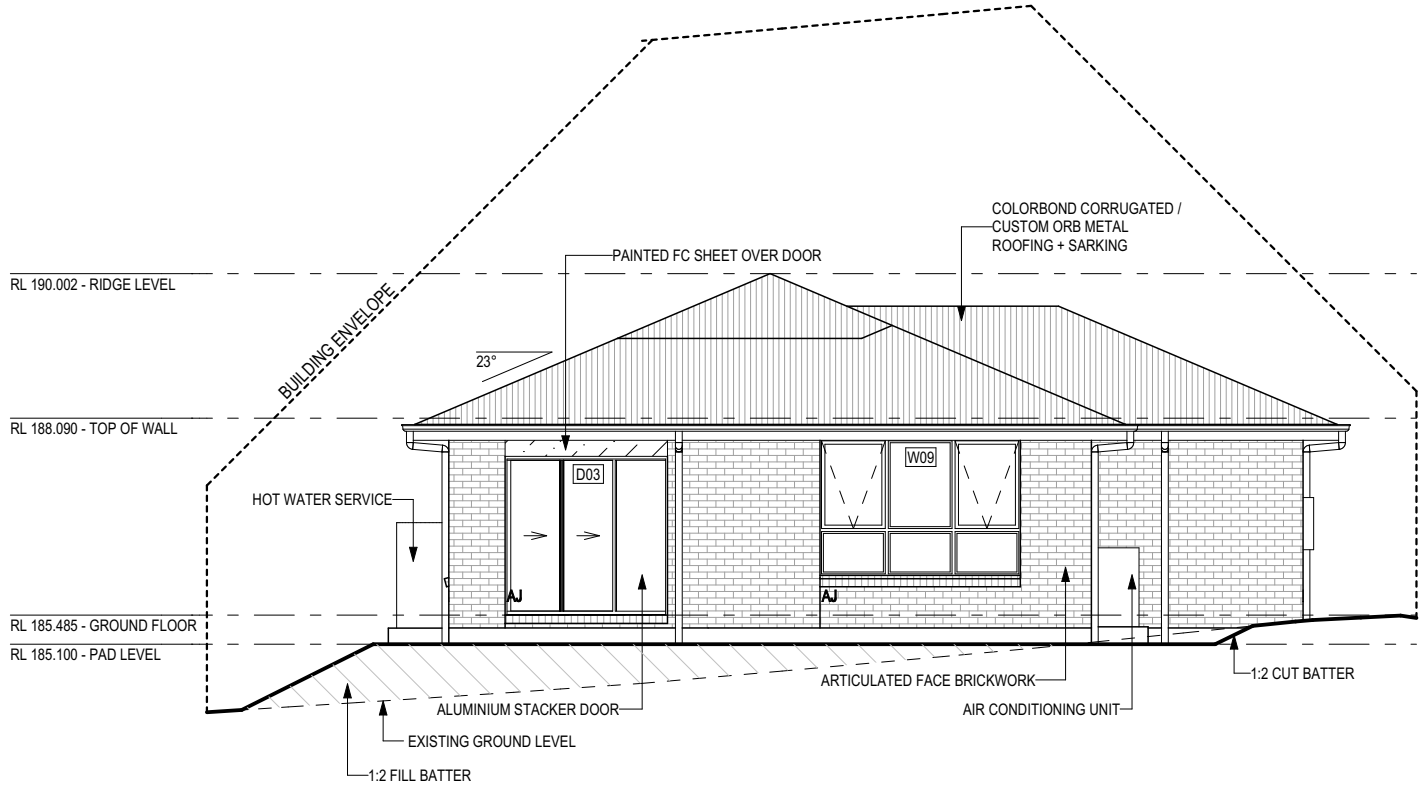 COLORBOND CORRUGATED /
CUSTOM ORB METAL
ROOFING + SARKING
PAINTED FC SHEET OVER DOOR
RL 190.002 - RIDGE LEVEL
BUILDING ENVELOPE
23°
RL 188.090 - TOP OF WALL
W09
D03
HOT WATER SERVICE
AJ
AJ
RL 185.485 - GROUND FLOOR
RL 185.100 - PAD LEVEL
1:2 CUT BATTER
ARTICULATED FACE BRICKWORK
ALUMINIUM STACKER DOOR
AIR CONDITIONING UNIT
EXISTING GROUND LEVEL
1:2 FILL BATTER